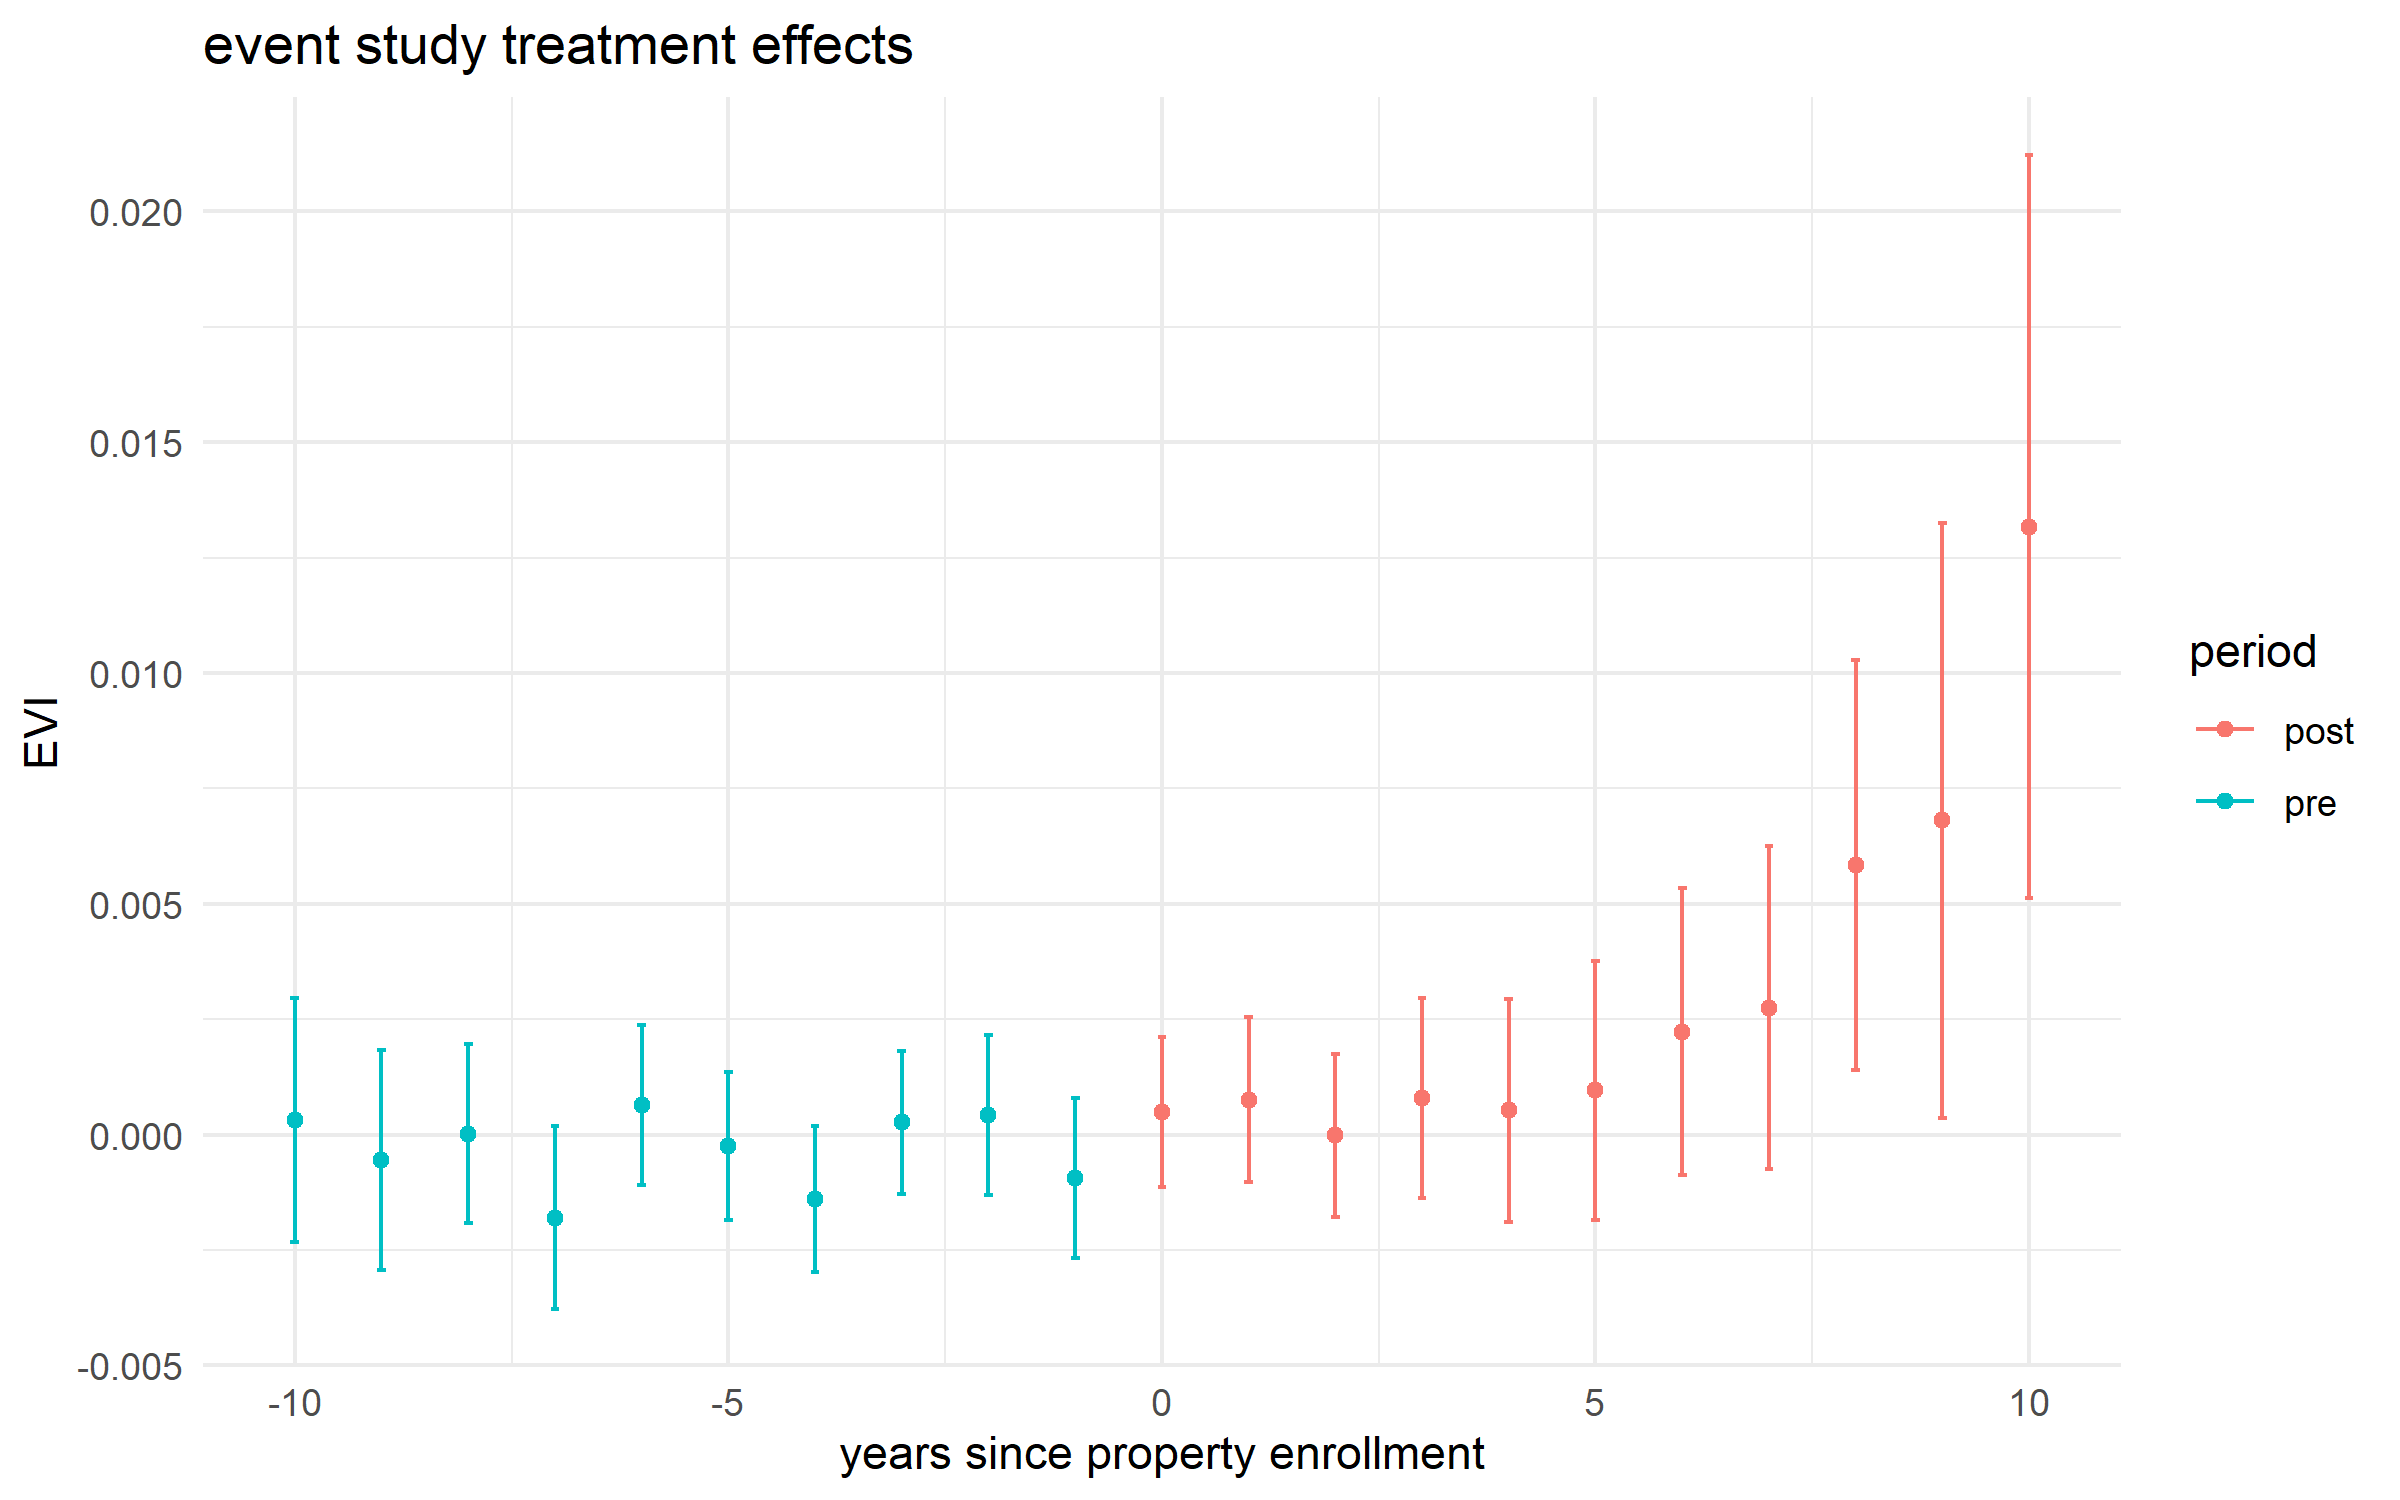 event study treatment effects
0.020
0.015
0.010
0.005
0.000
-0.005
EVI
-10
-5
0
5
10
years since property enrollment
period
post
pre